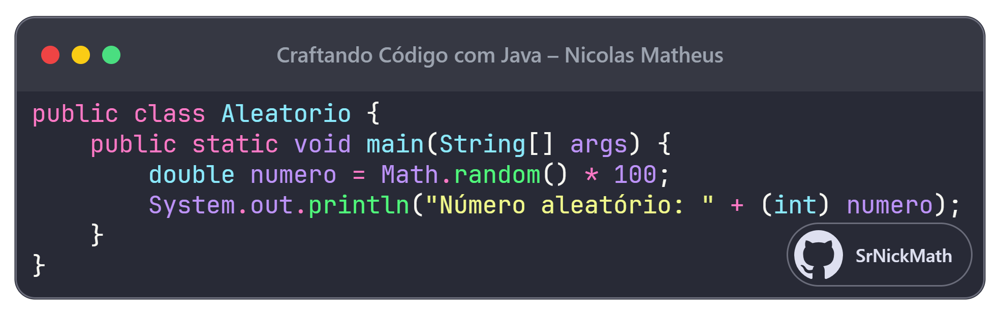 Craftando Código com Java – Nicolas Matheus
public class Aleatorio {
    public static void main(String[] args) {
        double numero = Math.random() * 100;
        System.out.println("Número aleatório: " + (int) numero);
    }
}
SrNickMath